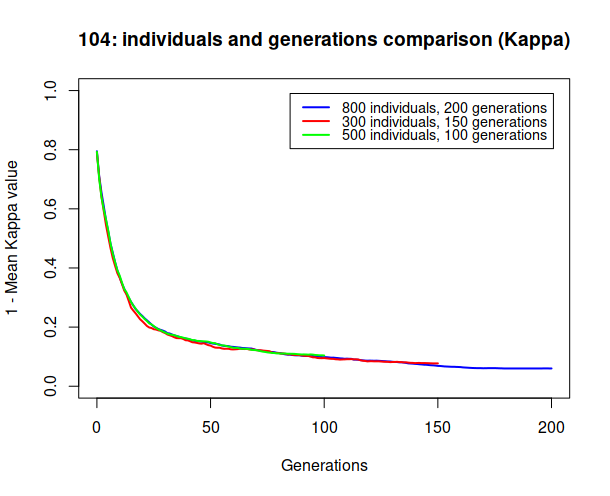 104: individuals and generations comparison (Kappa)
800 individuals, 200 generations
300 individuals, 150 generations
500 individuals, 100 generations
1 - Mean Kappa value
1.0
0.8
0.6
0.4
0.2
0.0
0 50 100 150 200
Generations